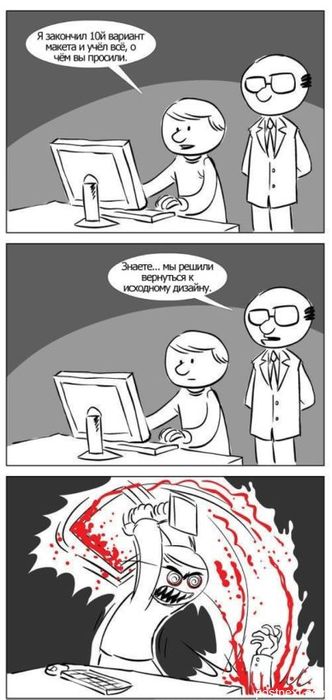 Я закончил 10й вариант
макета и учёл всё, о
чём вы просили.
Знаете... мы решили
вернуться к
исходному дизайну.